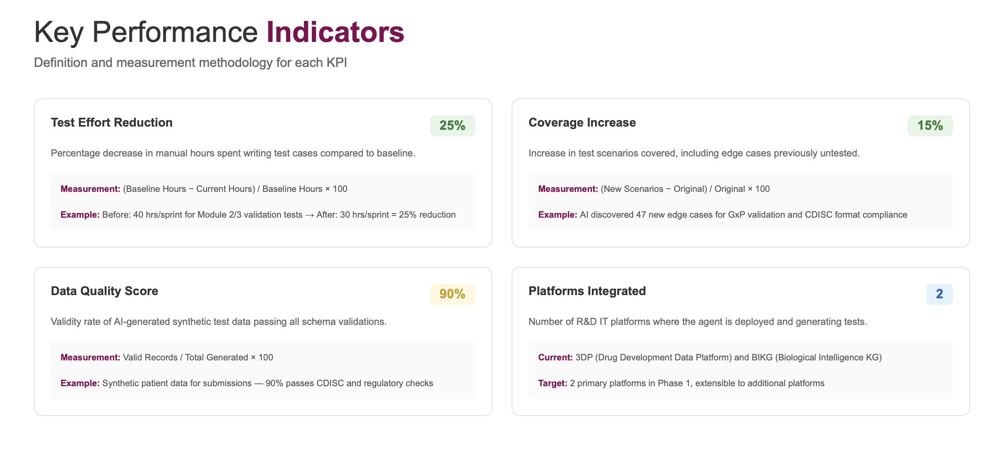 Key Performance Indicators
Definition and measurement methodology for each KPI
Test Effort Reduction
25%
Percentage decrease in manual hours spent writing test cases compared to baseline.
Measurement: (Baseline Hours − Current Hours) / Baseline Hours × 100
Example: Before: 40 hrs/sprint for Module 2/3 validation tests → After: 30 hrs/sprint = 25% reduction
Coverage Increase
15%
Increase in test scenarios covered, including edge cases previously untested.
Measurement: (New Scenarios − Original) / Original × 100
Example: AI discovered 47 new edge cases for GxP validation and CDISC format compliance
Data Quality Score
90%
Validity rate of AI-generated synthetic test data passing all schema validations.
Measurement: Valid Records / Total Generated × 100
Example: Synthetic patient data for submissions — 90% passes CDISC and regulatory checks
Platforms Integrated
2
Number of R&D IT platforms where the agent is deployed and generating tests.
Current: 3DP (Drug Development Data Platform) and BIKG (Biological Intelligence KG)
Target: 2 primary platforms in Phase 1, extensible to additional platforms